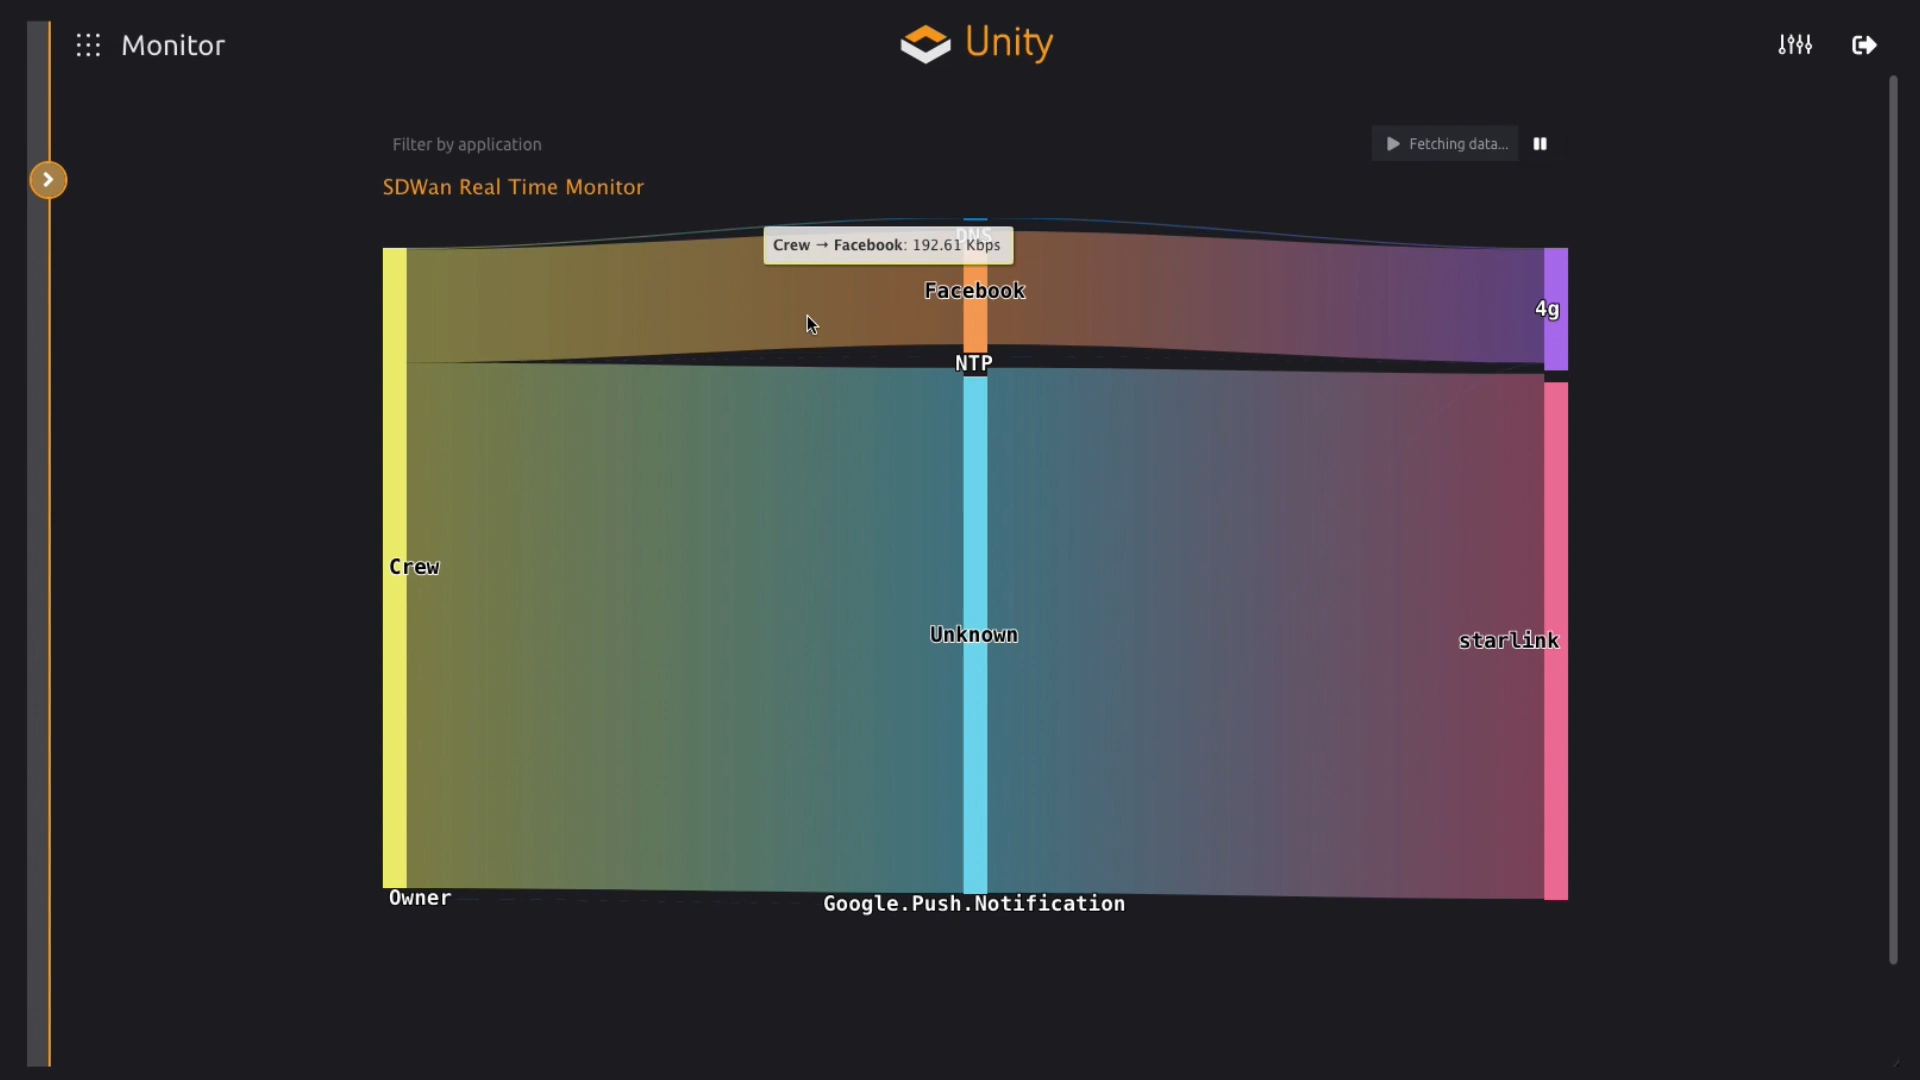 Monitor
Unity
Filter by application
Fetching data...
SDWan Real Time Monitor
DNS
Crew → Facebook: 192.61 Kbps
Facebook
4g
NTP
Crew
Unknown
starlink
Owner
Google.Push.Notification